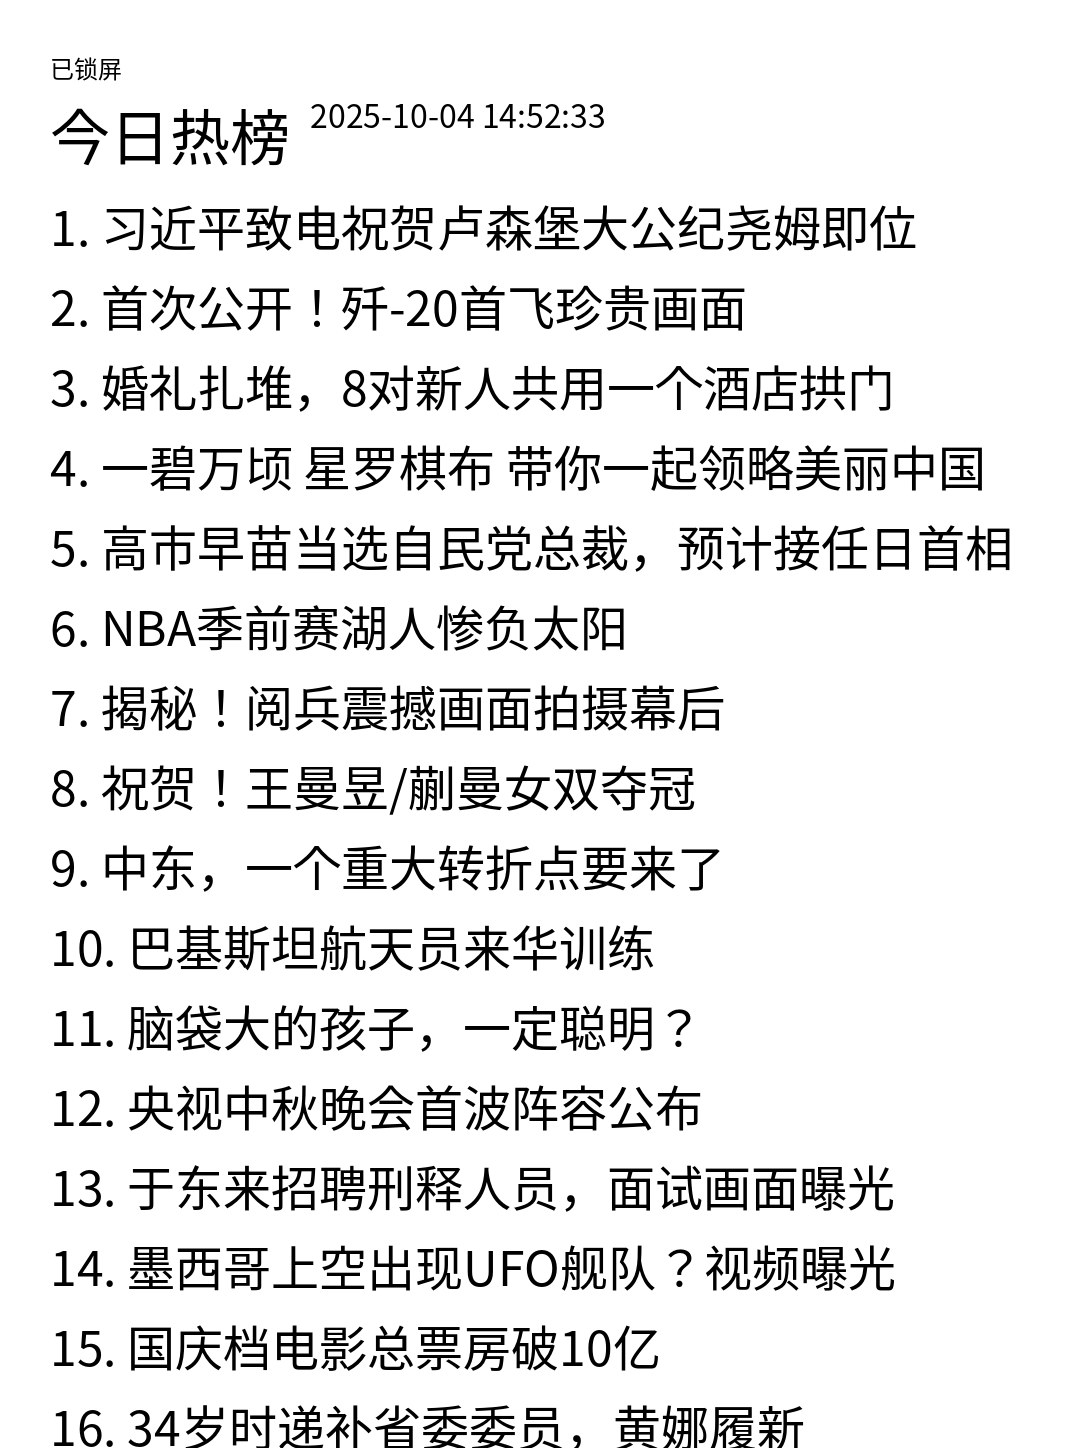 已锁屏
今日热榜 2025-10-04 14:52:33
1. 习近平致电祝贺卢森堡大公纪尧姆即位
2. 首次公开！歼-20首飞珍贵画面
3. 婚礼扎堆，8对新人共用一个酒店拱门
4. 一碧万顷 星罗棋布 带你一起领略美丽中国
5. 高市早苗当选自民党总裁，预计接任日首相
6. NBA季前赛湖人惨负太阳
7. 揭秘！阅兵震撼画面拍摄幕后
8. 祝贺！王曼昱/蒯曼女双夺冠
9. 中东，一个重大转折点要来了
10. 巴基斯坦航天员来华训练
11. 脑袋大的孩子，一定聪明？
12. 央视中秋晚会首波阵容公布
13. 于东来招聘刑释人员，面试画面曝光
14. 墨西哥上空出现UFO舰队？视频曝光
15. 国庆档电影总票房破10亿
16. 34岁时递补省委委员，黄娜履新